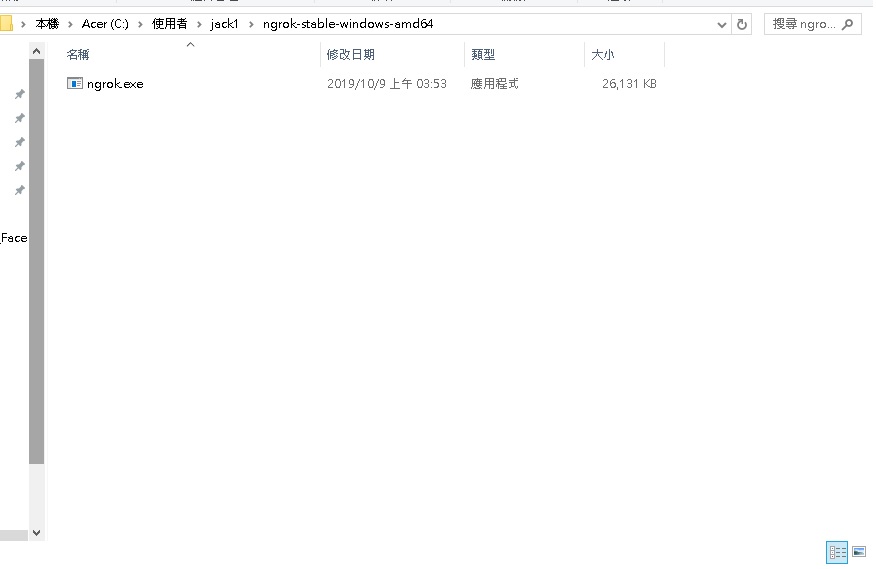 本機 › Acer (C:) › 使用者 › jack1 › ngrok-stable-windows-amd64
搜尋 ngro...
名稱 修改日期 類型 大小
ngrok.exe 2019/10/9 上午 03:53 應用程式 26,131 KB
_Face